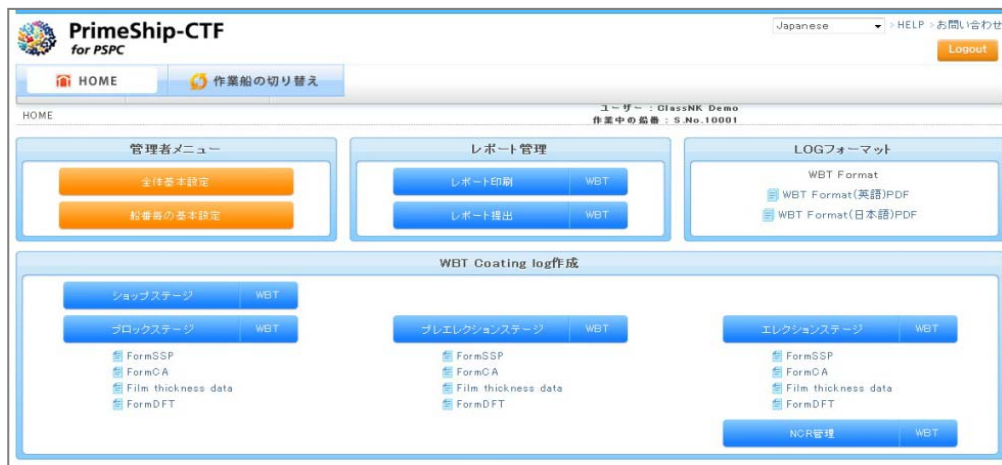 PrimeShip-CTF
for PSPC
Japanese >HELP >お問い合わせ
Logout
HOME 作業船の切り替え
HOME
ユーザー : ClassNK Demo
作業中の船番 : S.No.10001
管理者メニュー
全体基本設定
船番毎の基本設定
レポート管理
レポート印刷 WBT
レポート提出 WBT
LOGフォーマット
WBT Format
WBT Format(英語)PDF
WBT Format(日本語)PDF
WBT Coating log作成
ショップステージ WBT
ブロックステージ WBT
FormSSP
FormCA
Film thickness data
FormDFT
プレエレクションステージ WBT
FormSSP
FormCA
Film thickness data
FormDFT
エレクションステージ WBT
FormSSP
FormCA
Film thickness data
FormDFT
NCR管理 WBT